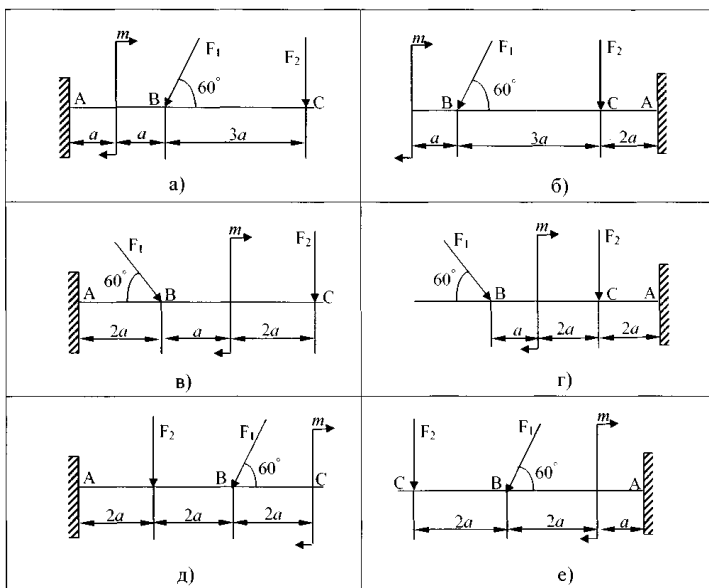 m F₁ F₂
60°
A B C
a a 3a
а)
m F₁ F₂
60°
B C A
a 3a 2a
б)
F₁ m F₂
60°
A B C
2a a 2a
в)
F₁ m F₂
60°
B C A
a 2a 2a
г)
F₂ F₁ m
60°
A B C
2a 2a 2a
д)
F₂ F₁ m
60°
C B A
2a 2a a
е)